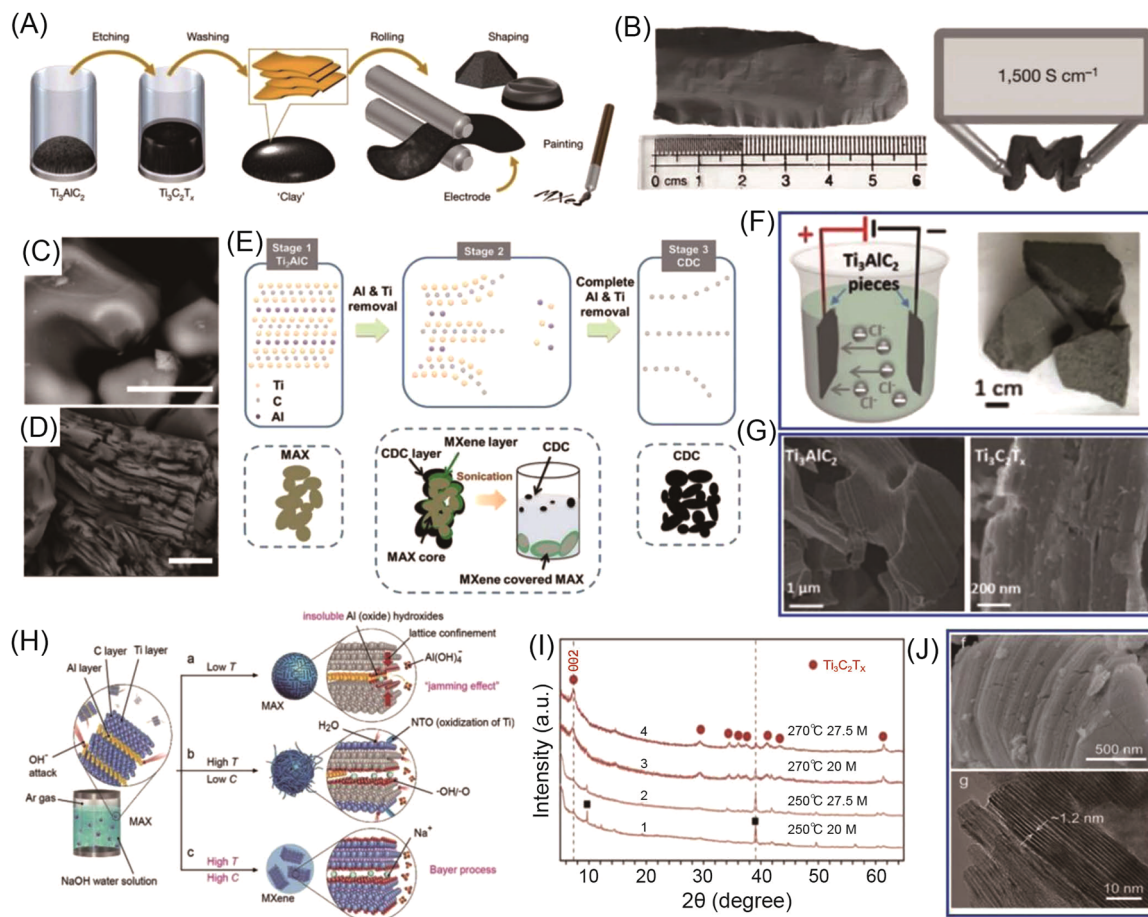 (A)
Etching
Washing
Rolling
Shaping
Painting
Ti₃AlC₂
Ti₃C₂Tₓ
'Clay'
Electrode
(B)
1,500 S cm⁻¹
0 cms 1 2 3 4 5 6
(C)
(D)
(E)
Stage 1
Ti₂AlC
Al & Ti
removal
Stage 2
Complete
Al & Ti
removal
Stage 3
CDC
Ti
C
Al
MAX
CDC layer
MXene layer
Sonication
CDC
MAX core
MXene covered MAX
CDC
(F)
+
−
Ti₃AlC₂
pieces
Cl⁻
Cl⁻
Cl⁻
Cl⁻
1 cm
(G)
Ti₃AlC₂
1 μm
Ti₃C₂Tₓ
200 nm
(H)
Al layer
C layer
Ti layer
OH⁻
attack
Ar gas
MAX
NaOH water solution
a
Low T
MAX
insoluble Al (oxide) hydroxides
lattice confinement
Al(OH)₄⁻
"jamming effect"
b
High T
Low C
H₂O
NTO (oxidization of Ti)
-OH/-O
c
High T
High C
MXene
Na⁺
Bayer process
(I)
Intensity (a.u.)
002
Ti₃C₂Tₓ
4
270℃ 27.5 M
3
270℃ 20 M
2
250℃ 27.5 M
1
250℃ 20 M
10 20 30 40 50 60
2θ (degree)
(J)
f
500 nm
g
~1.2 nm
10 nm